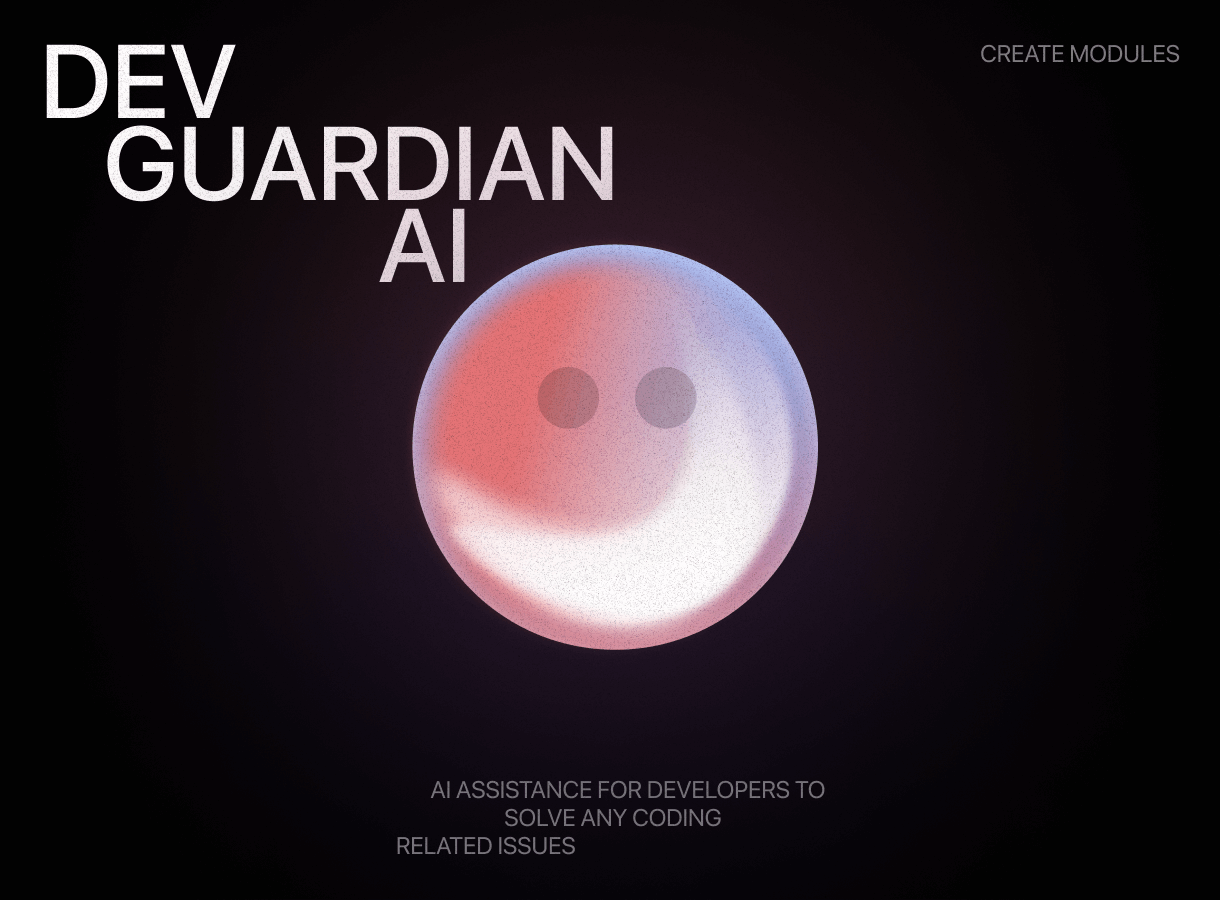 DEV
GUARDIAN
AI
CREATE MODULES
AI ASSISTANCE FOR DEVELOPERS TO
SOLVE ANY CODING
RELATED ISSUES